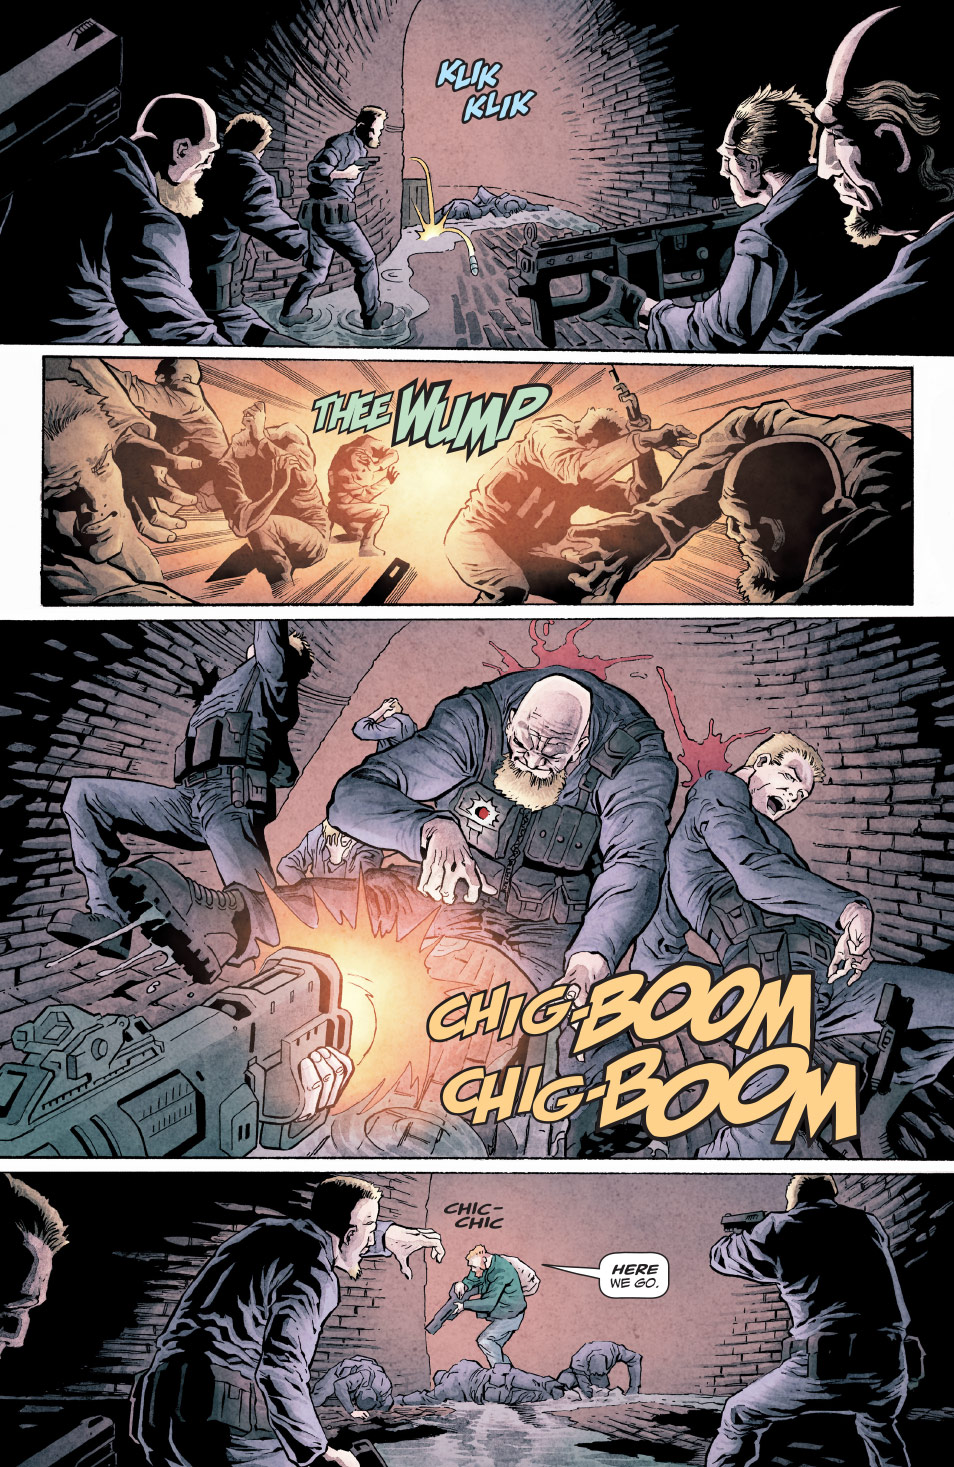 KLIK
KLIK
THEE WUMP
CHIG-BOOM
CHIG-BOOM
CHIC-
CHIC
HERE
WE GO.